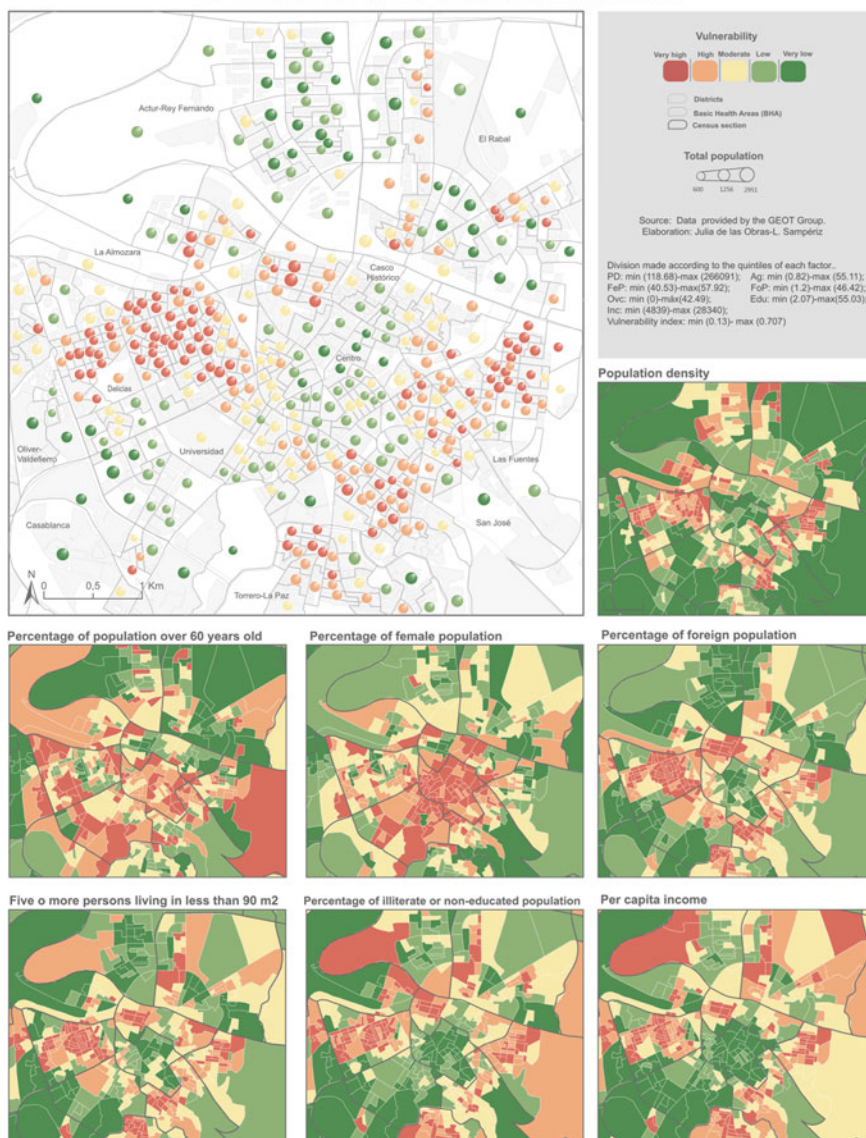 Actur-Rey Fernando
El Rabal
La Almozara
Casco
Histórico
Centro
Delicias
Oliver-
Valdefierro
Universidad
Las Fuentes
Casablanca
San José
Torrero-La Paz
N
0 0,5 1 Km
Vulnerability
Very high High Moderate Low Very low
Districts
Basic Health Areas (BHA)
Census section
Total population
600 1256 2951
Source: Data provided by the GEOT Group.
Elaboration: Julia de las Obras-L. Sampériz
Division made according to the quintiles of each factor..
PD: min (118.68)-max (266091); Ag: min (0.82)-max (55.11);
FeP: min (40.53)-max(57.92); FoP: min (1.2)-max (46.42);
Ovc: min (0)-máx(42.49); Edu: min (2.07)-max(55.03)
Inc: min (4839)-max (28340);
Vulnerability index: min (0.13)- max (0.707)
Population density
Percentage of population over 60 years old
Percentage of female population
Percentage of foreign population
Five o more persons living in less than 90 m2
Percentage of illiterate or non-educated population
Per capita income